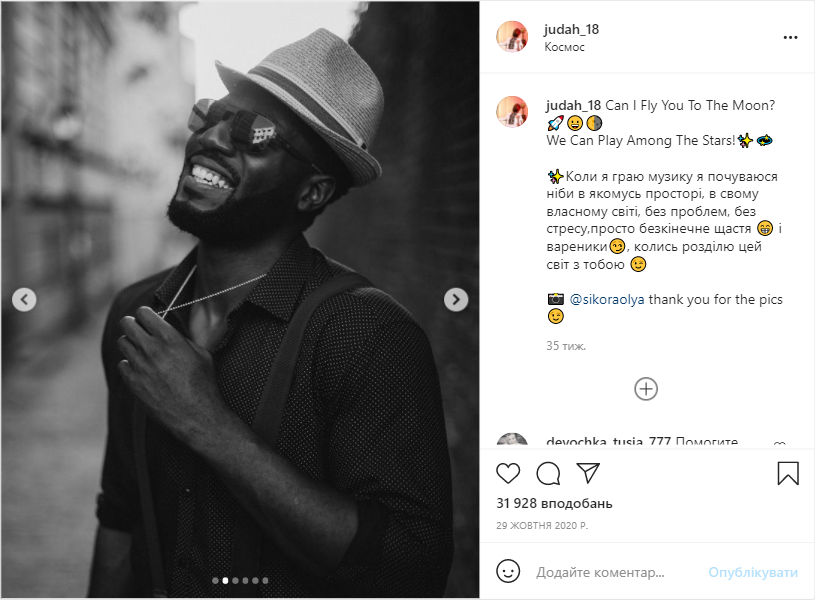 judah_18
Космос
judah_18 Can I Fly You To The Moon?
🚀😃🌗
We Can Play Among The Stars!✨💫
✨Коли я граю музику я почуваюся
ніби в якомусь просторі, в свому
власному світі, без проблем, без
стресу,просто безкінечне щастя 😁 і
вареники😏, колись розділю цей
світ з тобою 😉
📸 @sikoraolya thank you for the pics
😉
35 тиж.
devochka_tusia_777 Помогите
31 928 вподобань
29 ЖОВТНЯ 2020 Р.
Додайте коментар...
Опублікувати